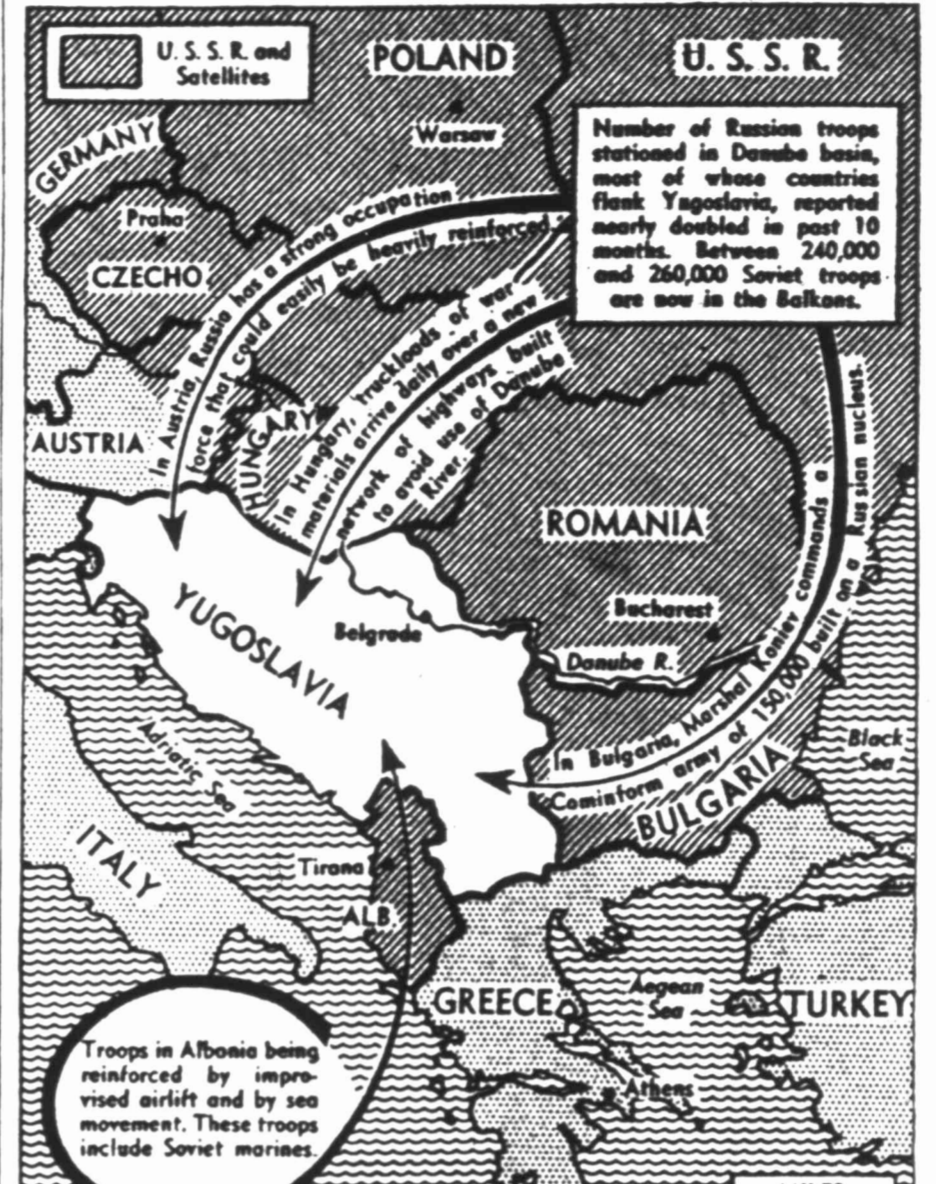 U. S. S. R. and
Satellites
POLAND
U. S. S. R.
Warsaw
GERMANY
Number of Russian troops
stationed in Danube basin,
most of whose countries
flank Yugoslavia, reported
nearly doubled in past 10
months. Between 240,000
and 260,000 Soviet troops
are now in the Balkans.
Praha
CZECHO
In Austria, Russia has a strong occupation
force that could easily be heavily reinforced.
In Hungary, truckloads of war
materials arrive daily over a new
network of highways built
to avoid use of Danube
River.
AUSTRIA
HUNGARY
ROMANIA
Bucharest
Danube R.
YUGOSLAVIA
Belgrade
In Bulgaria, Marshal Koniev commands a
Cominform army of 150,000 built on a Russian nucleus.
BULGARIA
Black
Sea
Adriatic
Sea
ITALY
Tirana
ALB.
GREECE
Aegean
Sea
TURKEY
Athens
Troops in Albania being
reinforced by impro-
vised airlift and by sea
movement. These troops
include Soviet marines.